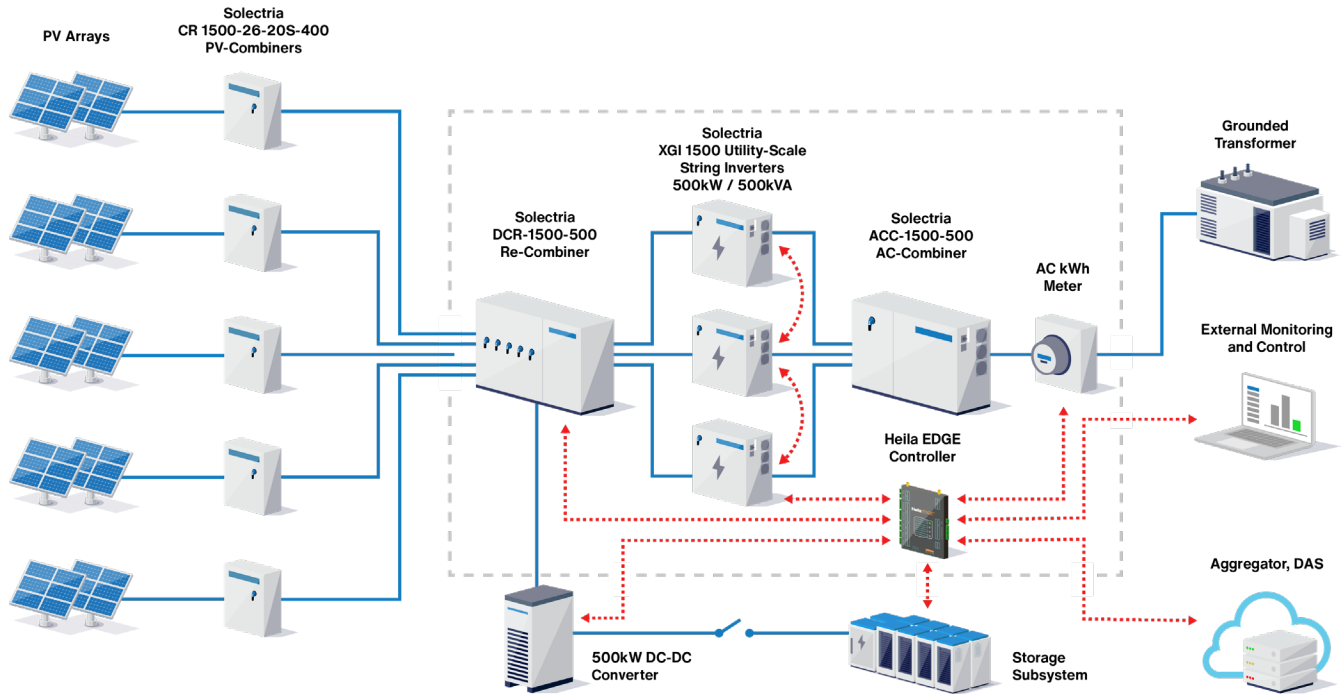 PV Arrays
Solectria
CR 1500-26-20S-400
PV-Combiners
Solectria
XGI 1500 Utility-Scale
String Inverters
500kW / 500kVA
Grounded
Transformer
Solectria
DCR-1500-500
Re-Combiner
Solectria
ACC-1500-500
AC-Combiner
AC kWh
Meter
External Monitoring
and Control
Heila EDGE
Controller
Aggregator, DAS
500kW DC-DC
Converter
Storage
Subsystem